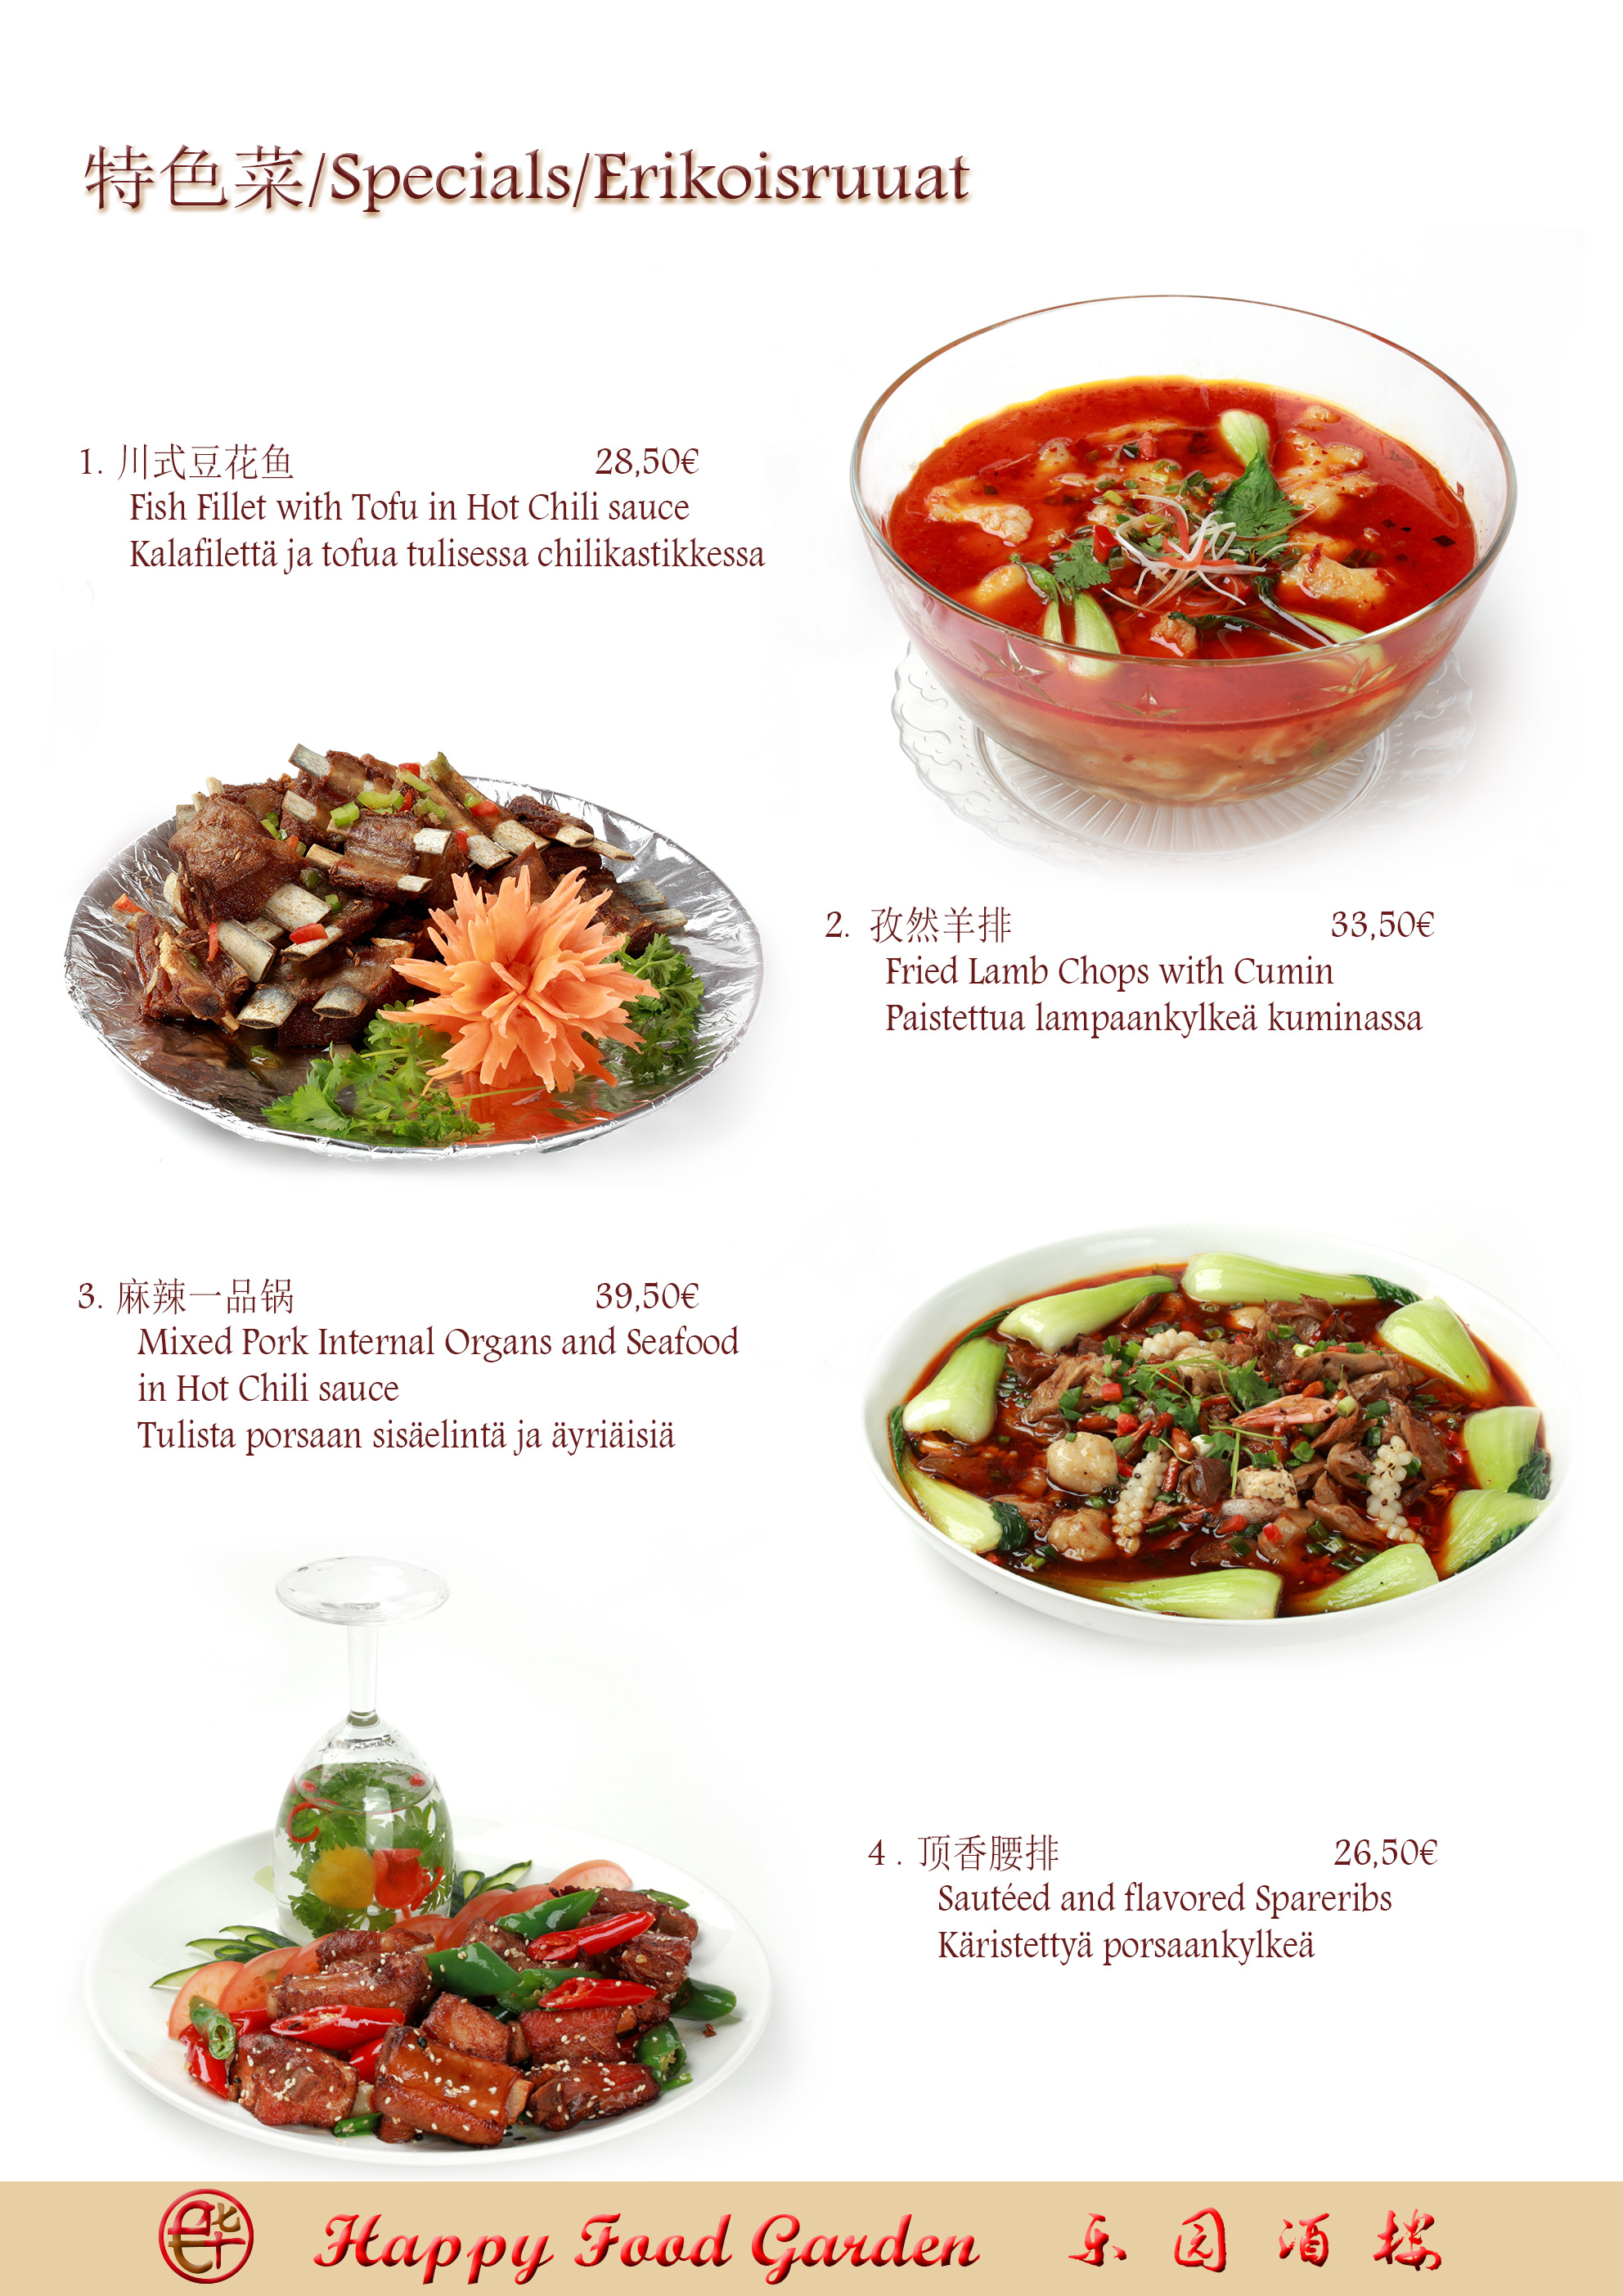 特色菜/Specials/Erikoisruuat
1. 川式豆花鱼 28,50€
Fish Fillet with Tofu in Hot Chili sauce
Kalafilettä ja tofua tulisessa chilikastikkessa
2. 孜然羊排 33,50€
Fried Lamb Chops with Cumin
Paistettua lampaankylkeä kuminassa
3. 麻辣一品锅 39,50€
Mixed Pork Internal Organs and Seafood
in Hot Chili sauce
Tulista porsaan sisäelintä ja äyriäisiä
4 . 顶香腰排 26,50€
Sautéed and flavored Spareribs
Käristettyä porsaankylkeä
Happy Food Garden 乐园酒楼